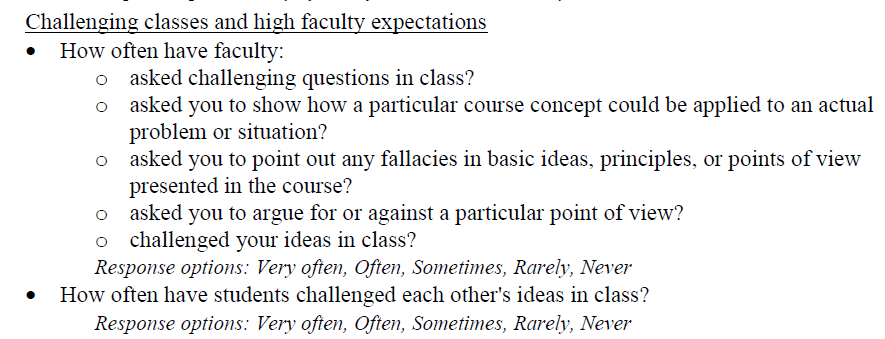 Challenging classes and high faculty expectations
• How often have faculty:
o asked challenging questions in class?
o asked you to show how a particular course concept could be applied to an actual
problem or situation?
o asked you to point out any fallacies in basic ideas, principles, or points of view
presented in the course?
o asked you to argue for or against a particular point of view?
o challenged your ideas in class?
Response options: Very often, Often, Sometimes, Rarely, Never
• How often have students challenged each other's ideas in class?
Response options: Very often, Often, Sometimes, Rarely, Never